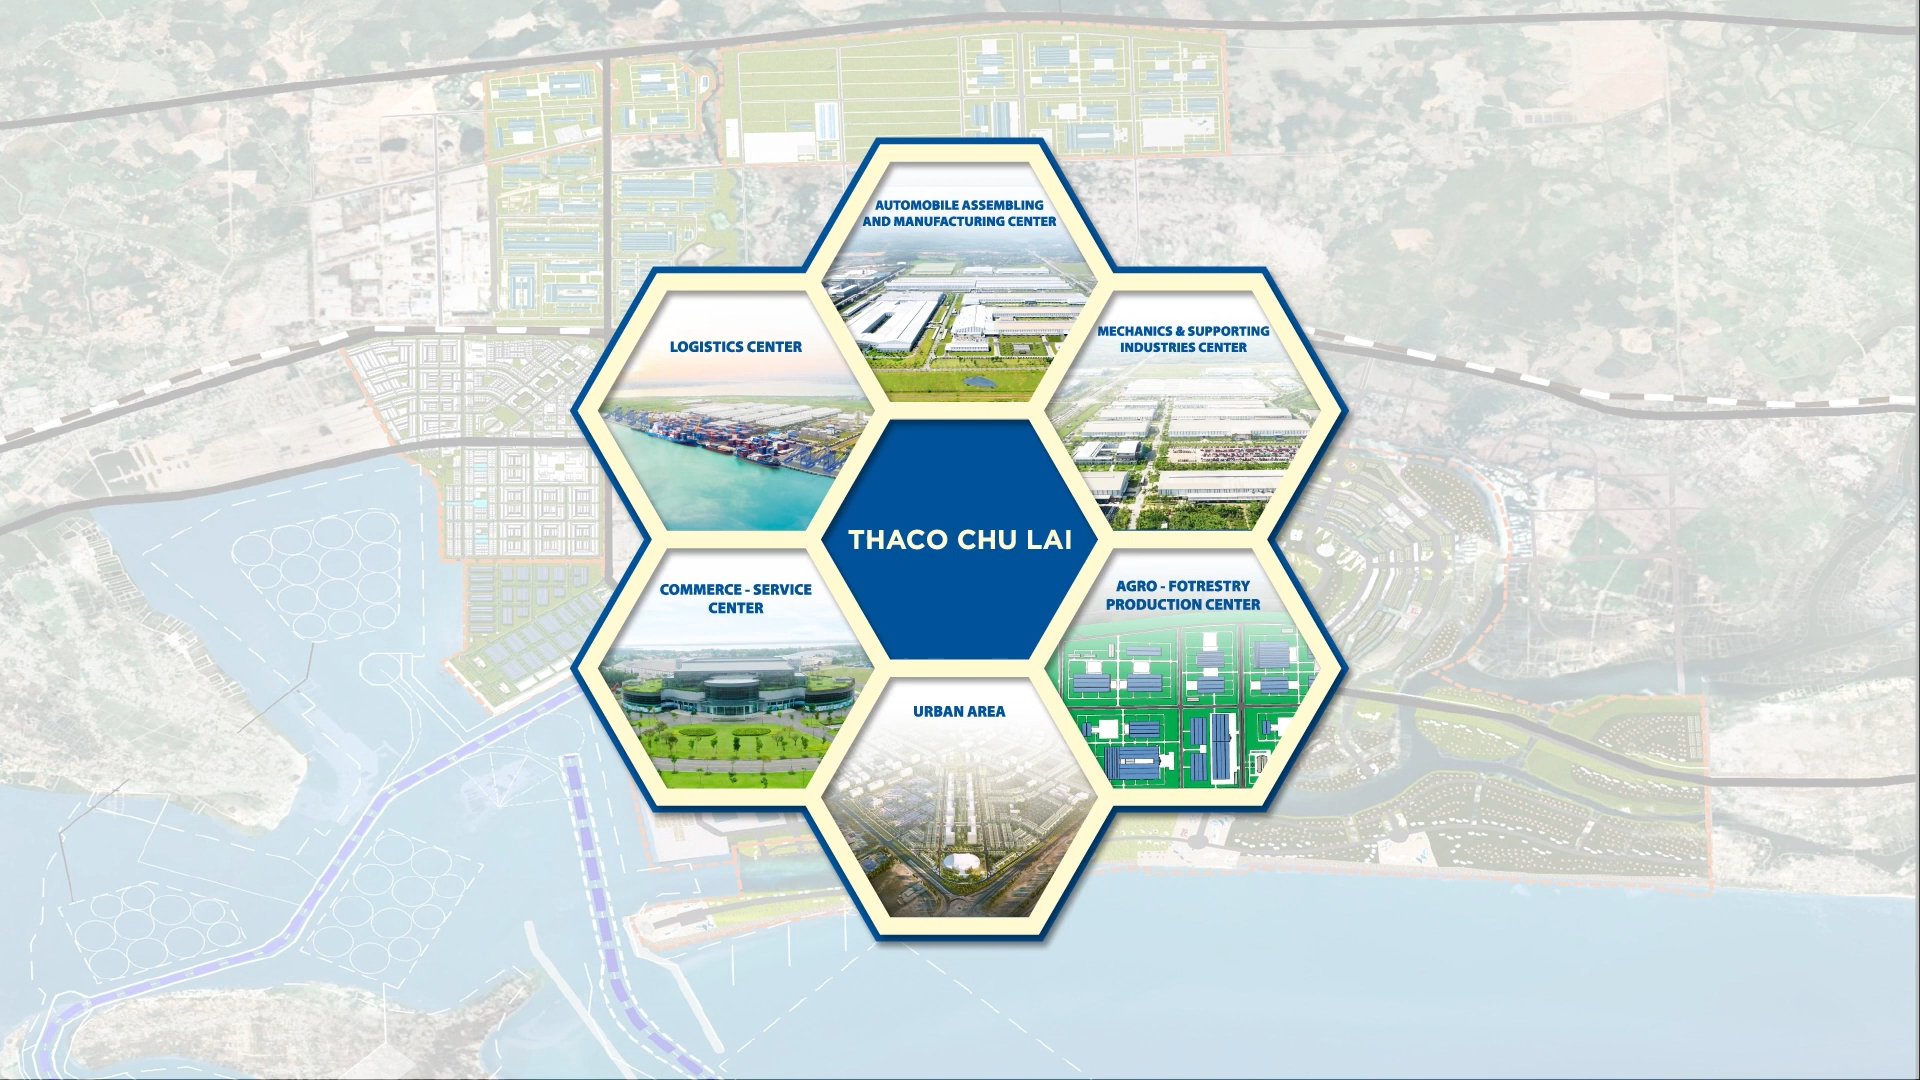 AUTOMOBILE ASSEMBLING
AND MANUFACTURING CENTER
MECHANICS & SUPPORTING
INDUSTRIES CENTER
LOGISTICS CENTER
THACO CHU LAI
COMMERCE - SERVICE
CENTER
AGRO - FOTRESTRY
PRODUCTION CENTER
URBAN AREA